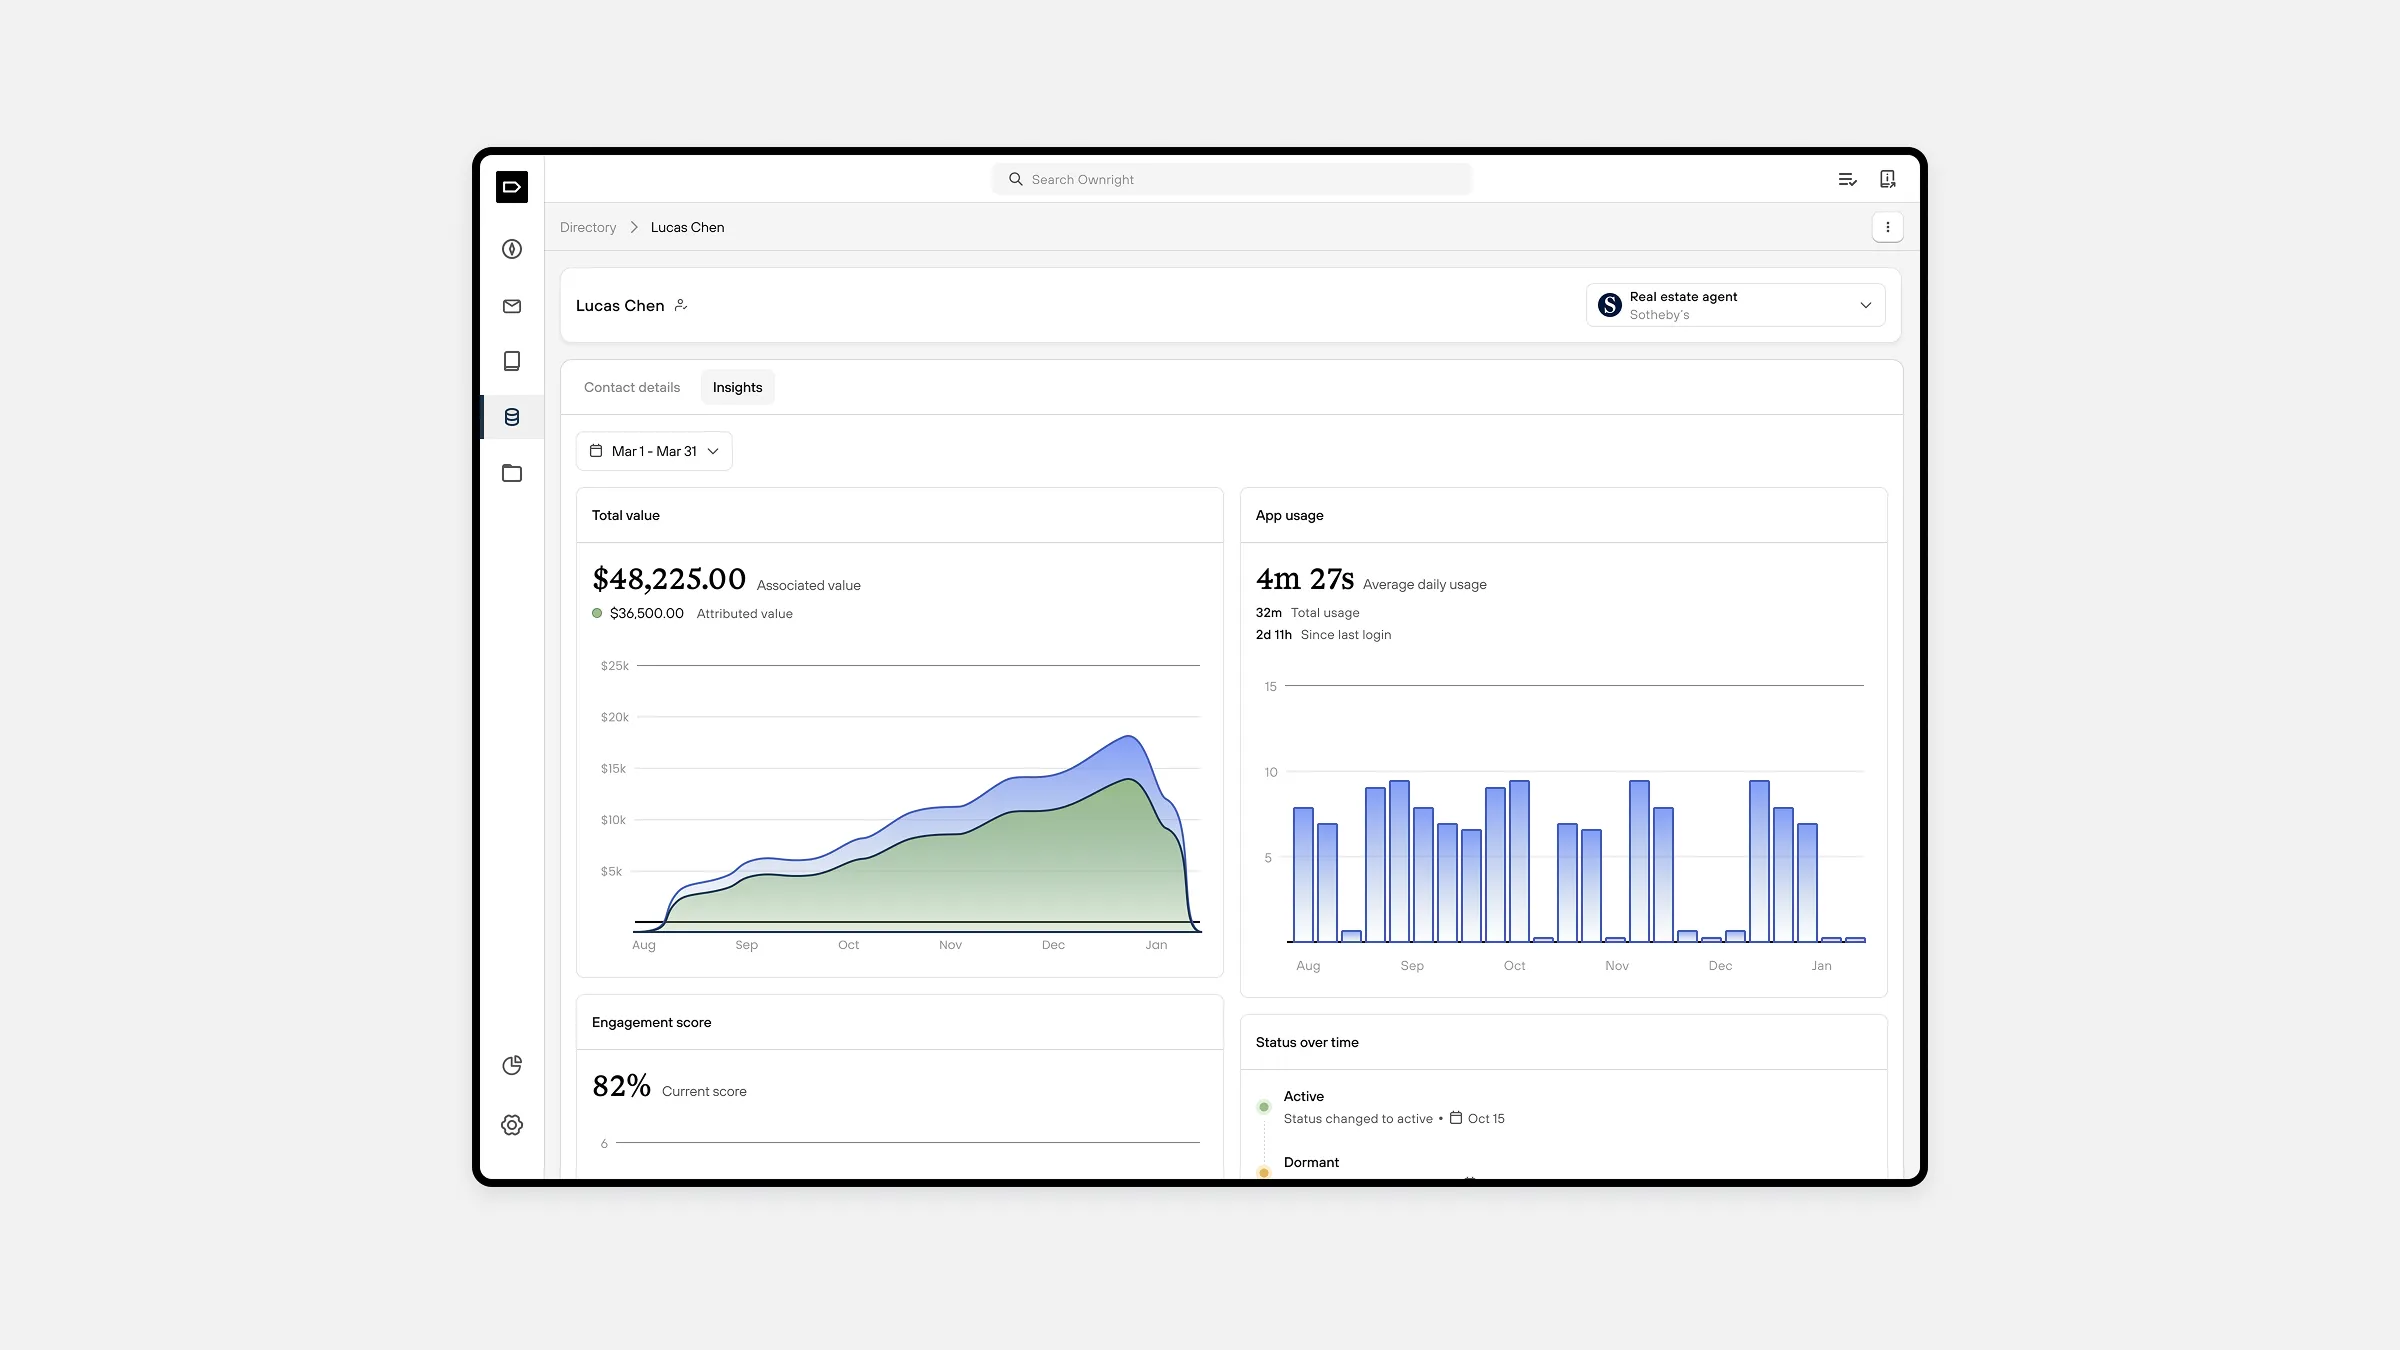 Search Ownright
Directory
Lucas Chen
Lucas Chen
S
Real estate agent
Sotheby's
Contact details
Insights
Mar 1 - Mar 31
Total value
$48,225.00 Associated value
$36,500.00 Attributed value
$25k
$20k
$15k
$10k
$5k
Aug Sep Oct Nov Dec Jan
App usage
4m 27s Average daily usage
32m Total usage
2d 11h Since last login
15
10
5
Aug Sep Oct Nov Dec Jan
Engagement score
82% Current score
6
Status over time
Active
Status changed to active • Oct 15
Dormant